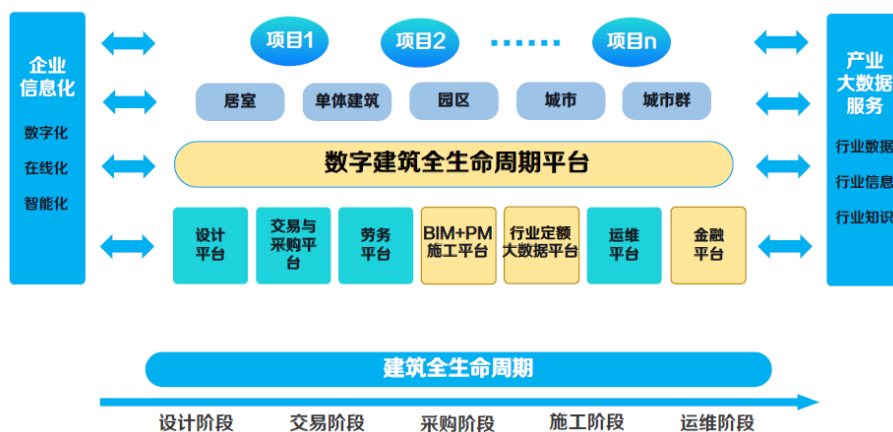 企业
信息化
数字化
在线化
智能化
项目1
项目2
项目n
居室
单体建筑
园区
城市
城市群
数字建筑全生命周期平台
设计
平台
交易与
采购平
台
劳务
平台
BIM+PM
施工平台
行业定额
大数据平台
运维
平台
金融
平台
产业
大数据
服务
行业数据
行业信息
行业知识
建筑全生命周期
设计阶段
交易阶段
采购阶段
施工阶段
运维阶段